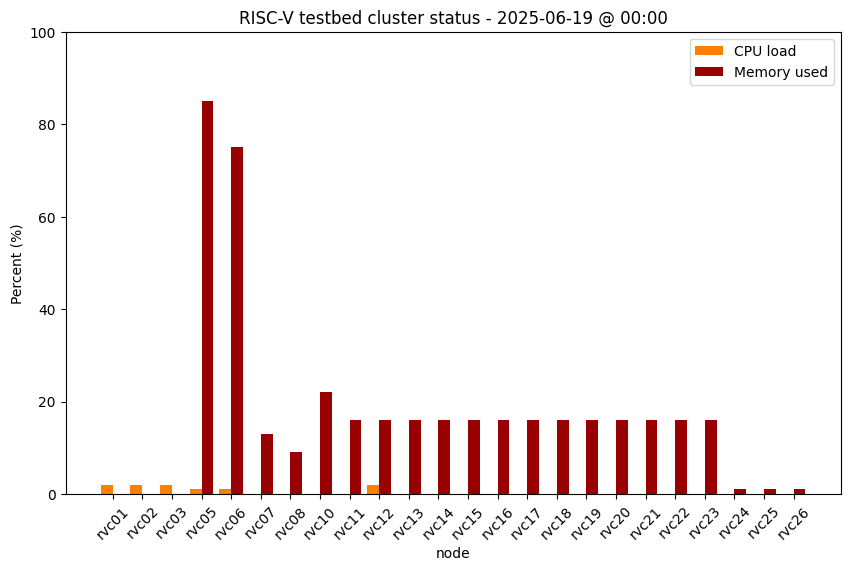 RISC-V testbed cluster status - 2025-06-19 @ 00:00
CPU load
Memory used
Percent (%)
100
80
60
40
20
0
rvc01 rvc02 rvc03 rvc05 rvc06 rvc07 rvc08 rvc10 rvc11 rvc12 rvc13 rvc14 rvc15 rvc16 rvc17 rvc18 rvc19 rvc20 rvc21 rvc22 rvc23 rvc24 rvc25 rvc26
node